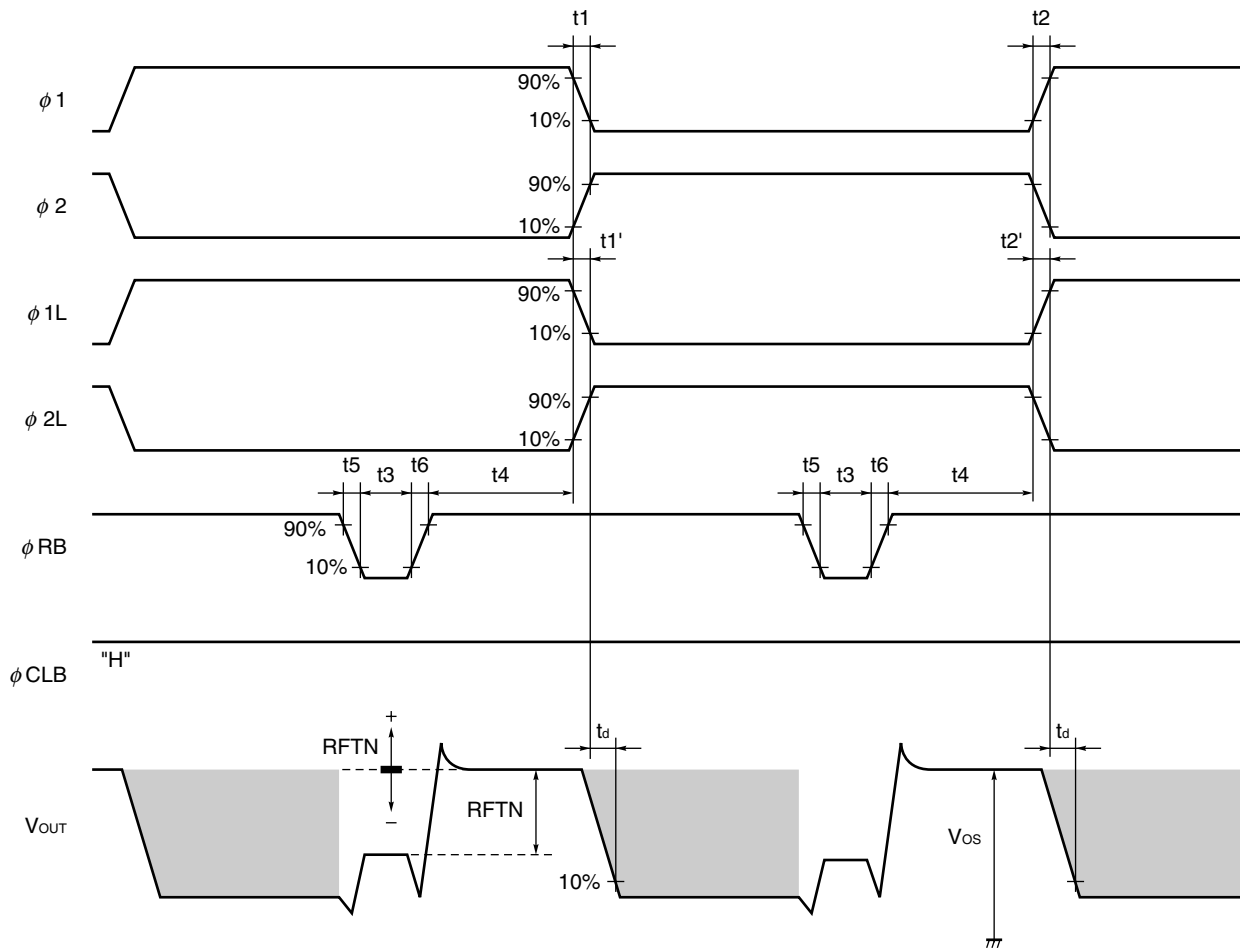 t1 t2
90%
φ1
10%
90%
φ2
10%
t1' t2'
90%
φ1L
10%
90%
φ2L
10%
t5 t3 t6 t4 t5 t3 t6 t4
90%
φRB
10%
"H"
φCLB
+
RFTN
td td
RFTN
−
VOUT
VOS
10%